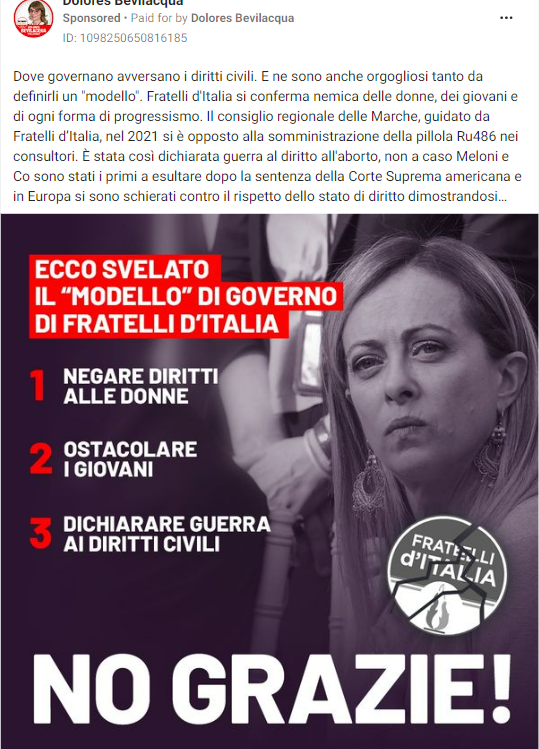 Dolores Bevilacqua
Sponsored • Paid for by Dolores Bevilacqua
ID: 1098250650816185
Dove governano avversano i diritti civili. E ne sono anche orgogliosi tanto da
definirli un "modello". Fratelli d'Italia si conferma nemica delle donne, dei giovani e
di ogni forma di progressismo. Il consiglio regionale delle Marche, guidato da
Fratelli d'Italia, nel 2021 si è opposto alla somministrazione della pillola Ru486 nei
consultori. È stata così dichiarata guerra al diritto all'aborto, non a caso Meloni e
Co sono stati i primi a esultare dopo la sentenza della Corte Suprema americana e
in Europa si sono schierati contro il rispetto dello stato di diritto dimostrandosi...
ECCO SVELATO
IL “MODELLO” DI GOVERNO
DI FRATELLI D’ITALIA
1 NEGARE DIRITTI
ALLE DONNE
2 OSTACOLARE
I GIOVANI
3 DICHIARARE GUERRA
AI DIRITTI CIVILI
FRATELLI
d'ITALIA
NO GRAZIE!